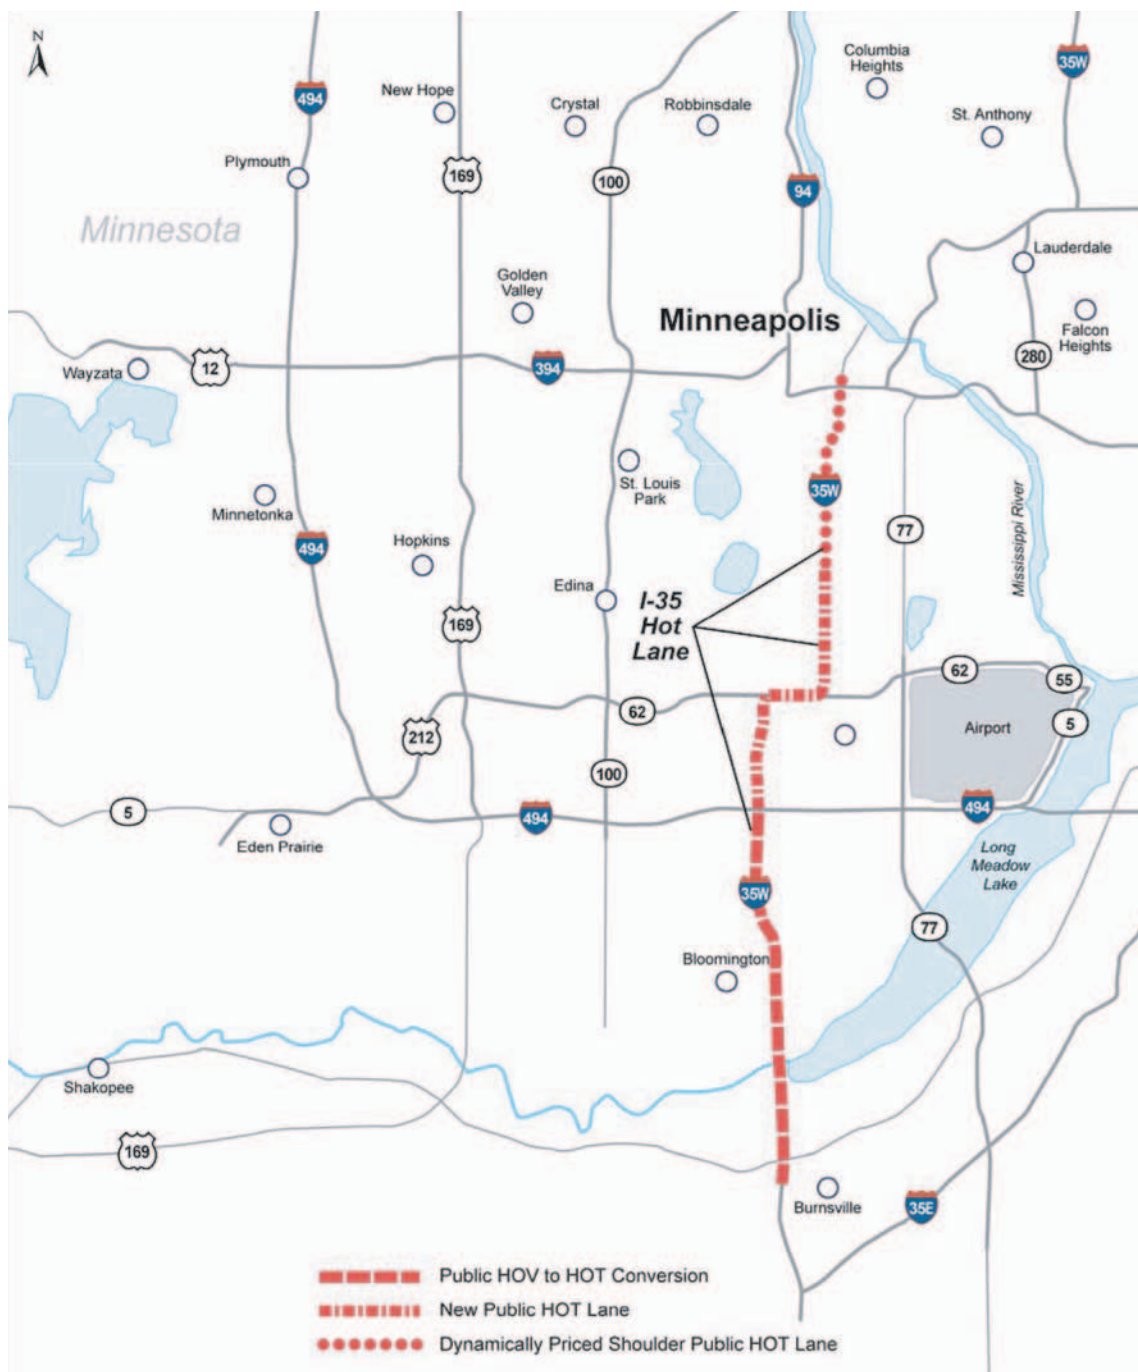 N
Columbia
Heights
35W
494
New Hope
Crystal
Robbinsdale
St. Anthony
Plymouth
169
100
94
Minnesota
Lauderdale
Golden
Valley
Minneapolis
Falcon
Heights
Wayzata
12
394
280
St. Louis
Park
35W
Minnetonka
77
Mississippi River
494
Hopkins
Edina
I-35
Hot
Lane
169
62
55
62
212
Airport
5
100
5
494
494
Eden Prairie
Long
Meadow
Lake
35W
77
Bloomington
Shakopee
169
Burnsville
35E
Public HOV to HOT Conversion
New Public HOT Lane
Dynamically Priced Shoulder Public HOT Lane